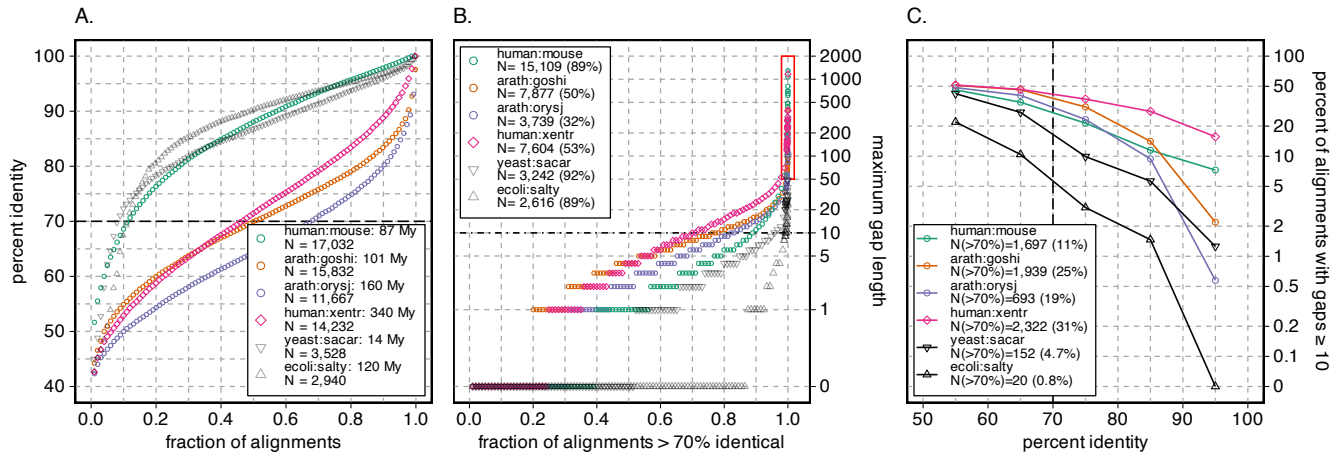 A.
100
90
80
70
60
50
40
percent identity
human:mouse: 87 My
N = 17,032
arath:goshi: 101 My
N = 15,832
arath:orysj: 160 My
N = 11,667
human:xentr: 340 My
N = 14,232
yeast:sacar: 14 My
N = 3,528
ecoli:salty: 120 My
N = 2,940
0.0 0.2 0.4 0.6 0.8 1.0
fraction of alignments
B.
human:mouse
N= 15,109 (89%)
arath:goshi
N= 7,877 (50%)
arath:orysj
N= 3,739 (32%)
human:xentr
N= 7,604 (53%)
yeast:sacar
N= 3,242 (92%)
ecoli:salty
N= 2,616 (89%)
2000
1000
500
200
100
50
20
10
5
1
0
maximum gap length
0.0 0.2 0.4 0.6 0.8 1.0
fraction of alignments > 70% identical
C.
human:mouse
N(>70%)=1,697 (11%)
arath:goshi
N(>70%)=1,939 (25%)
arath:orysj
N(>70%)=693 (19%)
human:xentr
N(>70%)=2,322 (31%)
yeast:sacar
N(>70%)=152 (4.7%)
ecoli:salty
N(>70%)=20 (0.8%)
100
50
20
10
5
2
1
0.5
0.2
0.1
0
percent of alignments with gaps ≥ 10
50 60 70 80 90 100
percent identity